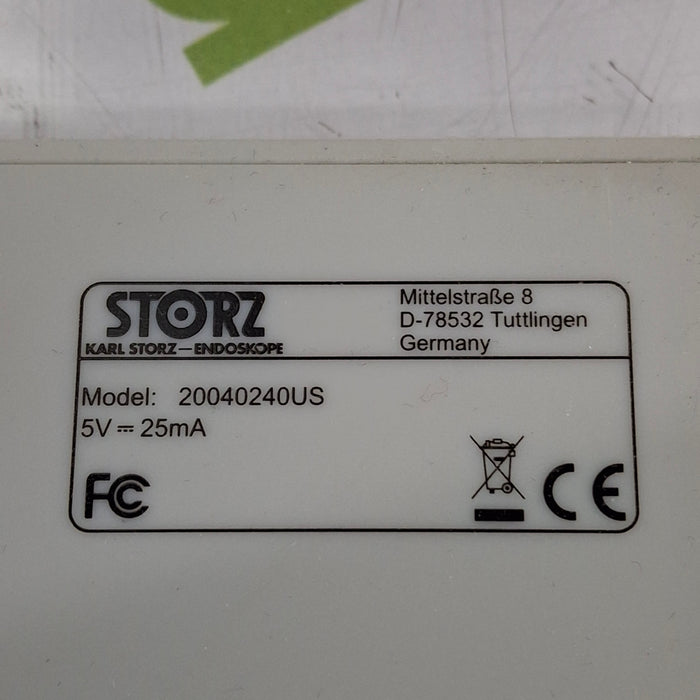 STORZ
KARL STORZ—ENDOSKOPE
Mittelstraße 8
D-78532 Tuttlingen
Germany
Model: 20040240US
5V ⎓ 25mA
FC
CE